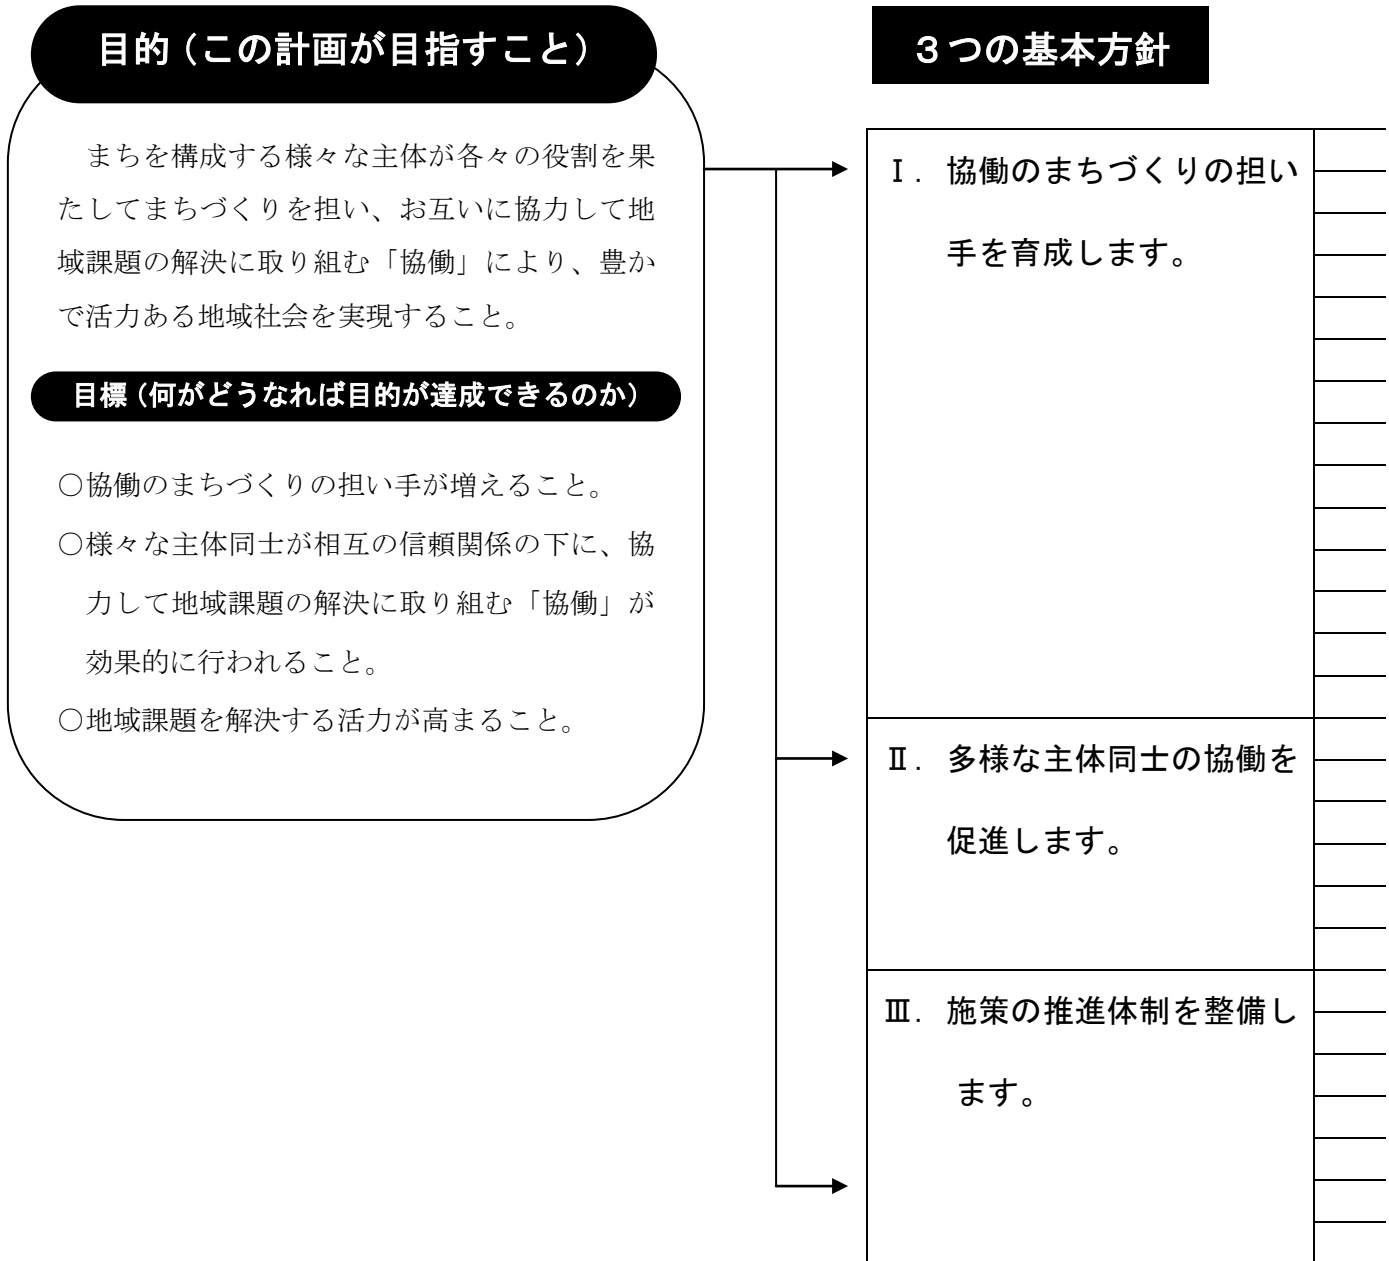 目的（この計画が目指すこと）
まちを構成する様々な主体が各々の役割を果
たしてまちづくりを担い、お互いに協力して地
域課題の解決に取り組む「協働」により、豊か
で活力ある地域社会を実現すること。
目標（何がどうなれば目的が達成できるのか）
○協働のまちづくりの担い手が増えること。
○様々な主体同士が相互の信頼関係の下に、協
力して地域課題の解決に取り組む「協働」が
効果的に行われること。
○地域課題を解決する活力が高まること。
３つの基本方針
Ⅰ．協働のまちづくりの担い
手を育成します。
Ⅱ．多様な主体同士の協働を
促進します。
Ⅲ．施策の推進体制を整備し
ます。